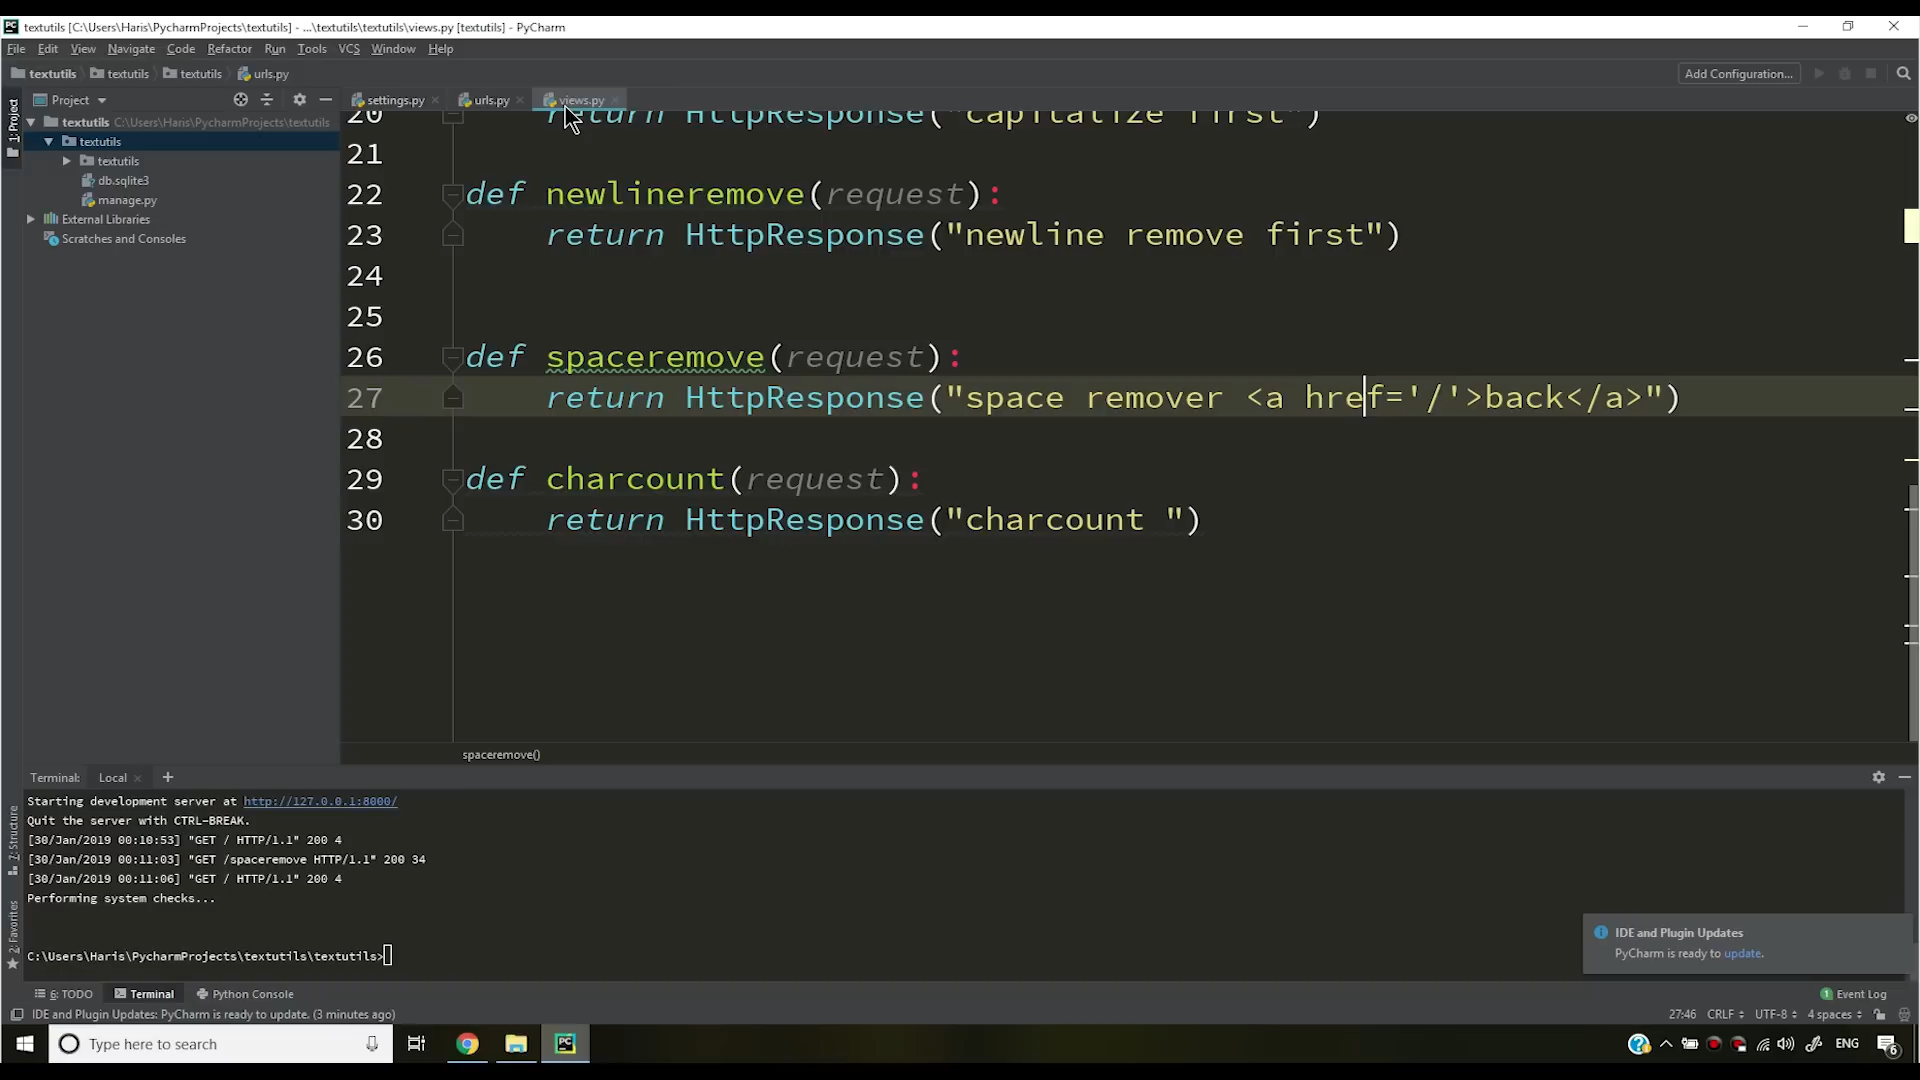 textutils [C:\Users\Haris\PycharmProjects\textutils] - ...\textutils\textutils\views.py [textutils] - PyCharm
File Edit View Navigate Code Refactor Run Tools VCS Window Help
textutils textutils textutils urls.py Add Configuration...
1: Project
Project settings.py urls.py views.py
textutils C:\Users\Haris\PycharmProjects\textutils
textutils
textutils
db.sqlite3
manage.py
External Libraries
Scratches and Consoles
20 return HttpResponse("capitalize first")
21
22 def newlineremove(request):
23 return HttpResponse("newline remove first")
24
25
26 def spaceremove(request):
27 return HttpResponse("space remover <a href='/'>back</a>")
28
29 def charcount(request):
30 return HttpResponse("charcount ")
spaceremove()
Terminal: Local +
7: Structure
2: Favorites
Starting development server at http://127.0.0.1:8000/
Quit the server with CTRL-BREAK.
[30/Jan/2019 00:10:53] "GET / HTTP/1.1" 200 4
[30/Jan/2019 00:11:03] "GET /spaceremove HTTP/1.1" 200 34
[30/Jan/2019 00:11:06] "GET / HTTP/1.1" 200 4
Performing system checks...
C:\Users\Haris\PycharmProjects\textutils\textutils>
IDE and Plugin Updates
PyCharm is ready to update.
6: TODO Terminal Python Console 1 Event Log
IDE and Plugin Updates: PyCharm is ready to update. (3 minutes ago) 27:46 CRLF UTF-8 4 spaces
Type here to search PC ENG 6